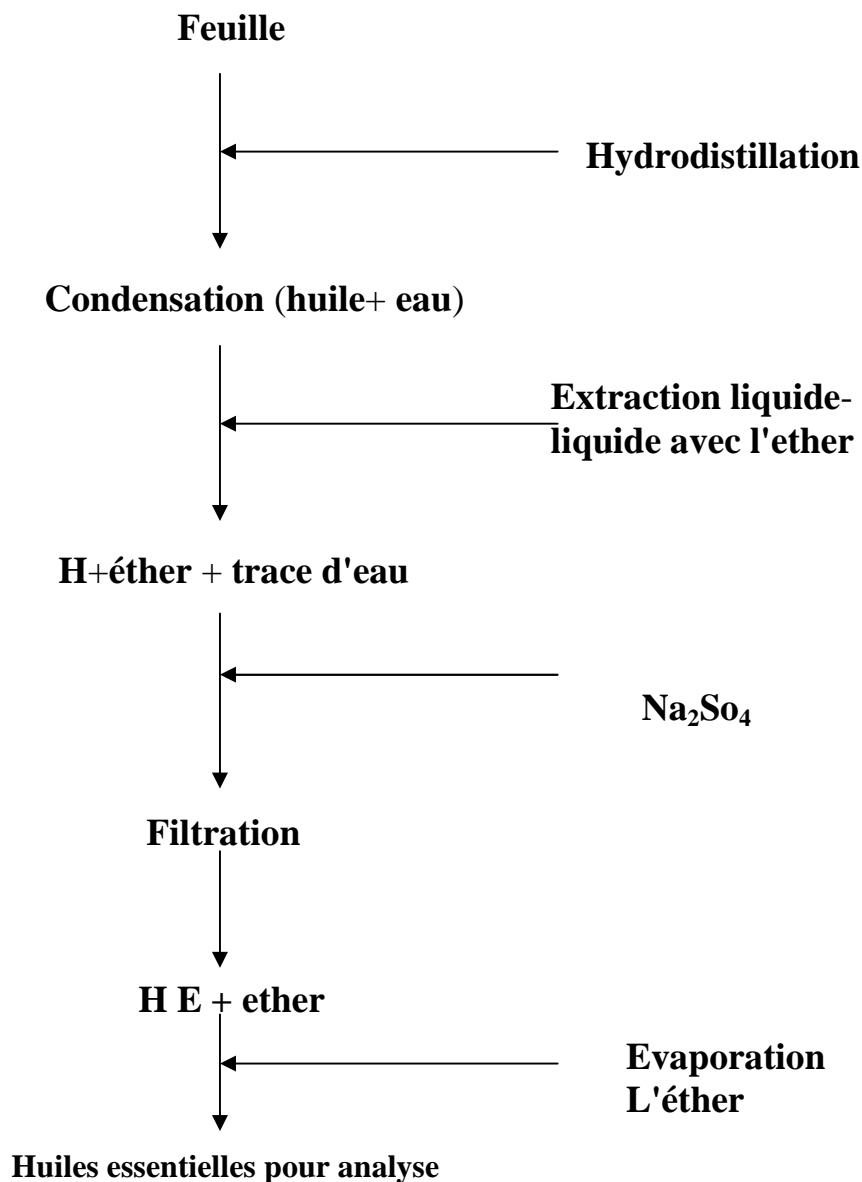 Feuille
Hydrodistillation
Condensation (huile+ eau)
Extraction liquide-
liquide avec l'ether
H+éther + trace d'eau
Na₂So₄
Filtration
H E + ether
Evaporation
L'éther
Huiles essentielles pour analyse